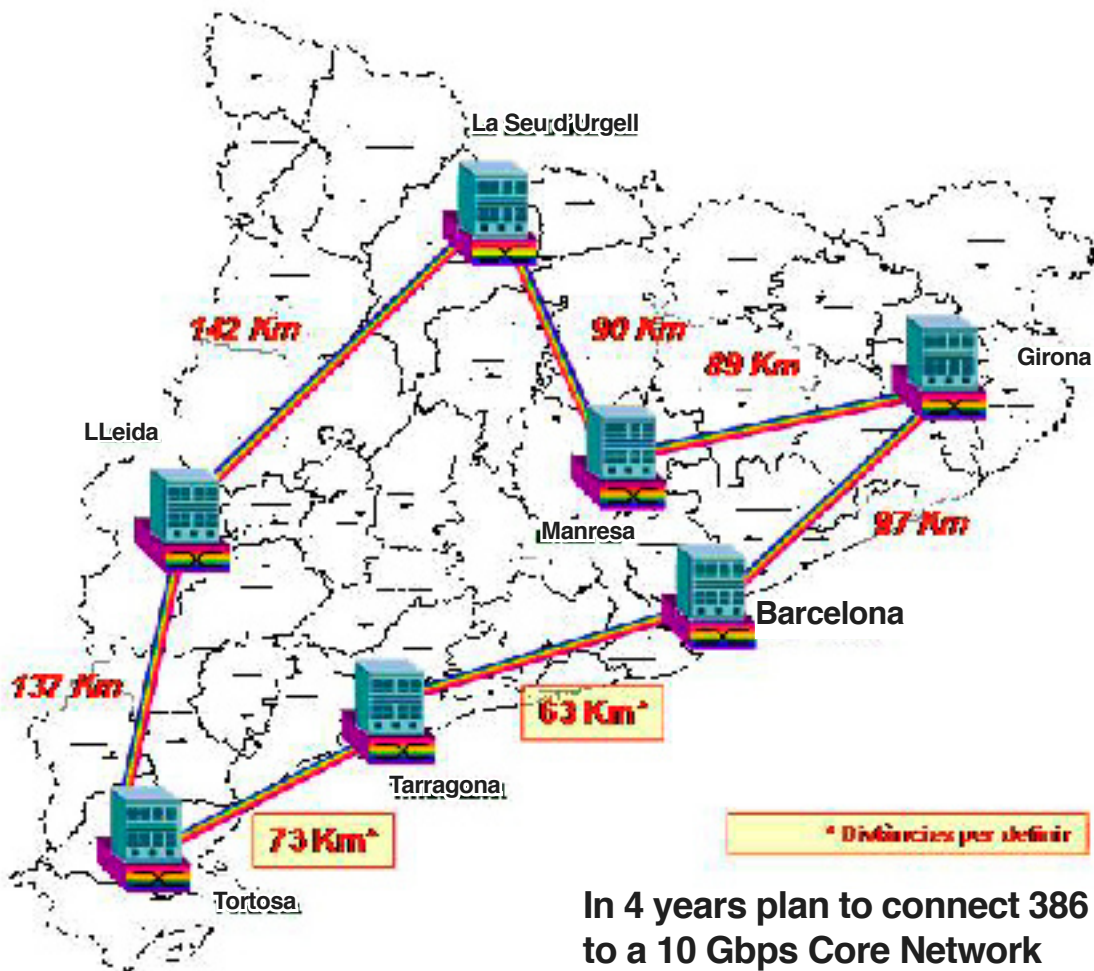 La Seu d'Urgell
142 Km
90 Km
89 Km
Girona
LLeida
Manresa
97 Km
Barcelona
137 Km
63 Km*
Tarragona
73 Km*
* Distàncies per definir
Tortosa
In 4 years plan to connect 386
to a 10 Gbps Core Network